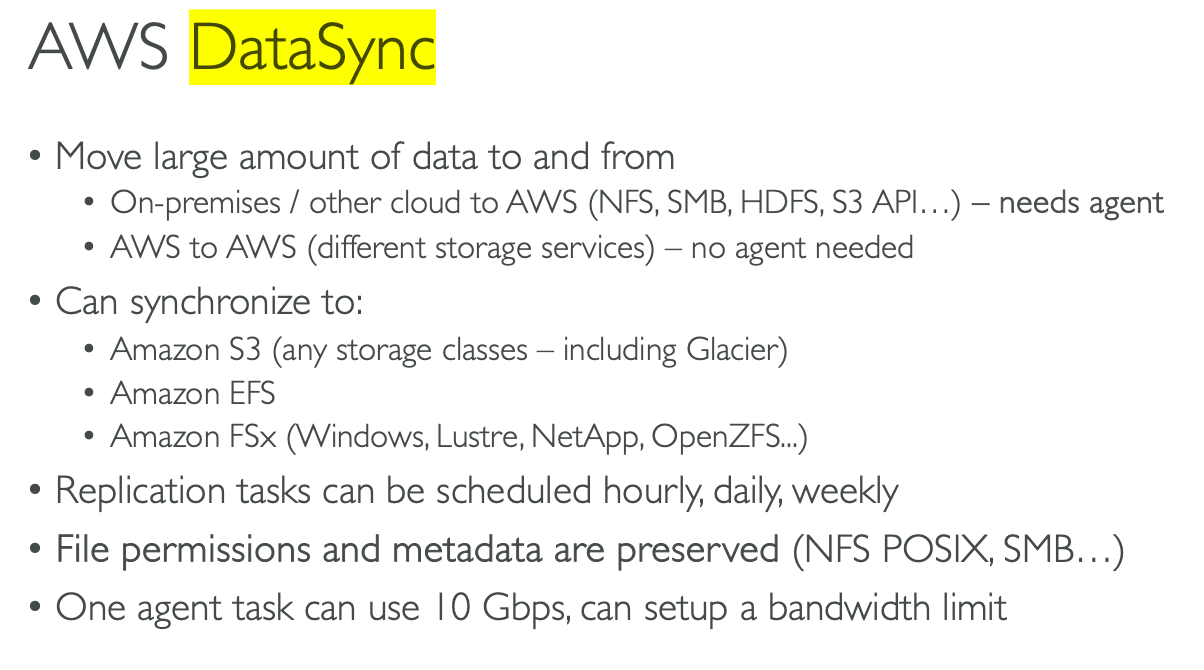 AWS DataSync
• Move large amount of data to and from
• On-premises / other cloud to AWS (NFS, SMB, HDFS, S3 API…) – needs agent
• AWS to AWS (different storage services) – no agent needed
• Can synchronize to:
• Amazon S3 (any storage classes – including Glacier)
• Amazon EFS
• Amazon FSx (Windows, Lustre, NetApp, OpenZFS...)
• Replication tasks can be scheduled hourly, daily, weekly
• File permissions and metadata are preserved (NFS POSIX, SMB…)
• One agent task can use 10 Gbps, can setup a bandwidth limit